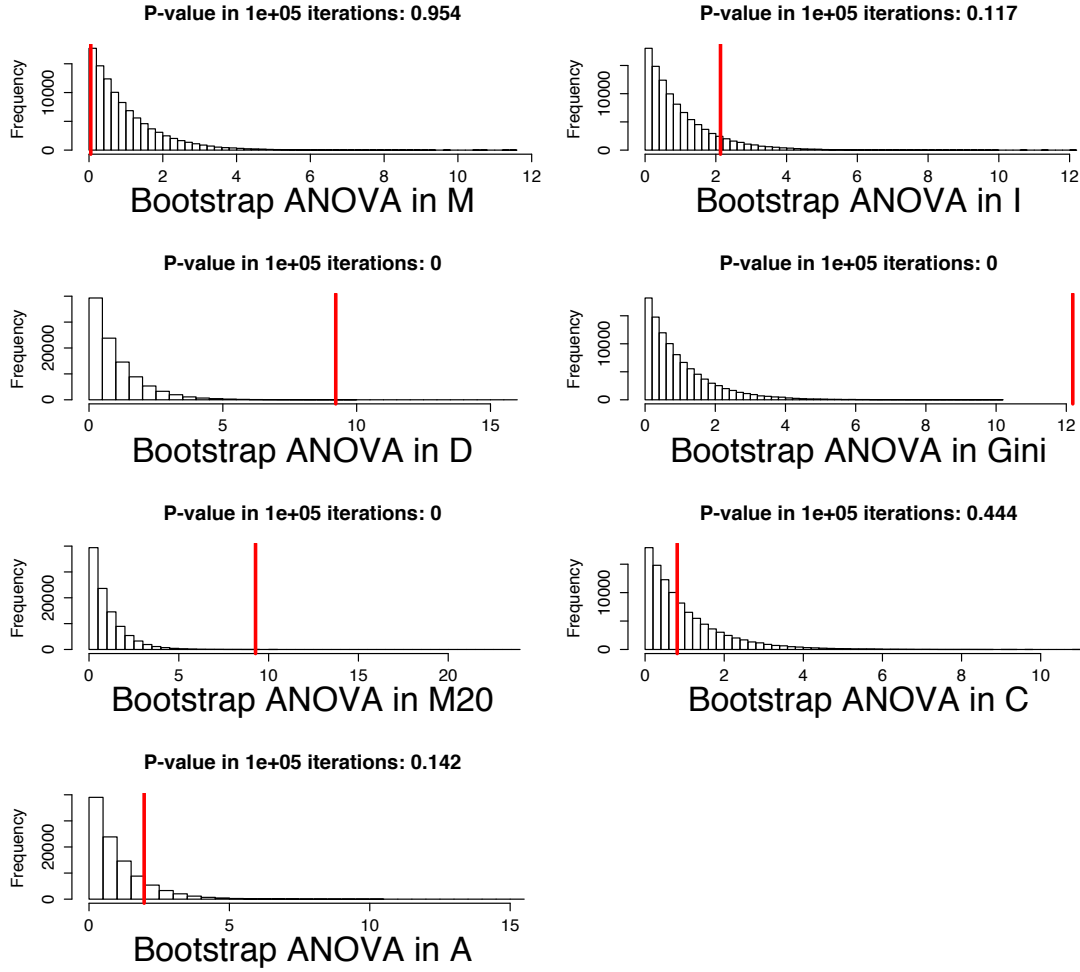 P-value in 1e+05 iterations: 0.954
Frequency
0 10000
0 2 4 6 8 10 12
Bootstrap ANOVA in M
P-value in 1e+05 iterations: 0.117
Frequency
0 10000
0 2 4 6 8 10 12
Bootstrap ANOVA in I
P-value in 1e+05 iterations: 0
Frequency
0 20000
0 5 10 15
Bootstrap ANOVA in D
P-value in 1e+05 iterations: 0
Frequency
0 10000
0 2 4 6 8 10 12
Bootstrap ANOVA in Gini
P-value in 1e+05 iterations: 0
Frequency
0 20000
0 5 10 15 20
Bootstrap ANOVA in M20
P-value in 1e+05 iterations: 0.444
Frequency
0 10000
0 2 4 6 8 10
Bootstrap ANOVA in C
P-value in 1e+05 iterations: 0.142
Frequency
0 20000
0 5 10 15
Bootstrap ANOVA in A